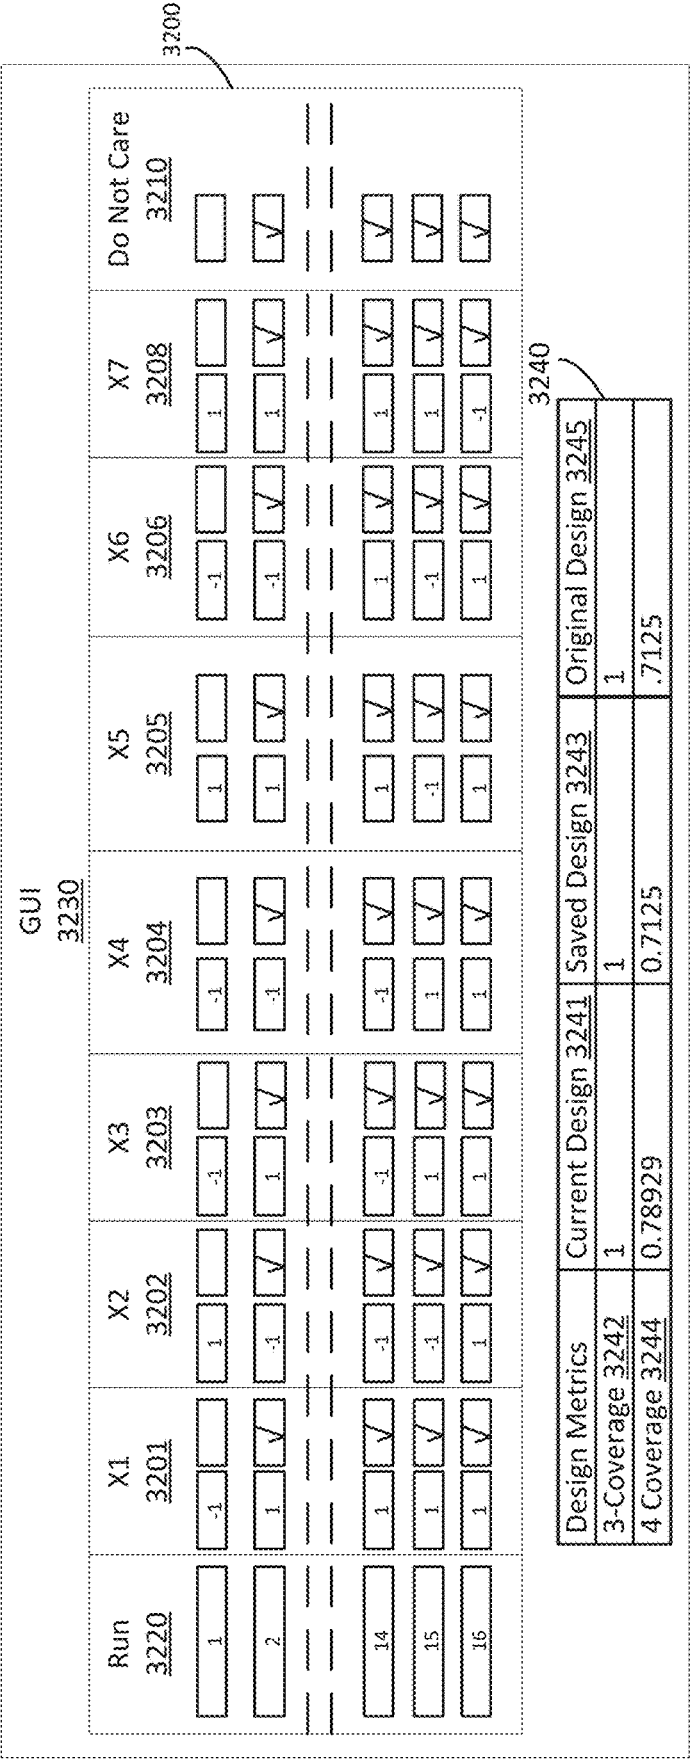 GUI
3230
3200
Run X1 X2 X3 X4 X5 X6 X7 Do Not Care
3220 3201 3202 3203 3204 3205 3206 3208 3210
1 -1 1 -1 -1 1 -1 1
2 1 -1 1 -1 1 -1 1
14 1 -1 -1 -1 1 1 1
15 1 -1 1 1 -1 -1 1
16 1 1 1 1 1 1 -1
3240
Design Metrics Current Design 3241 Saved Design 3243 Original Design 3245
3-Coverage 3242 1 1 1
4 Coverage 3244 0.78929 0.7125 .7125